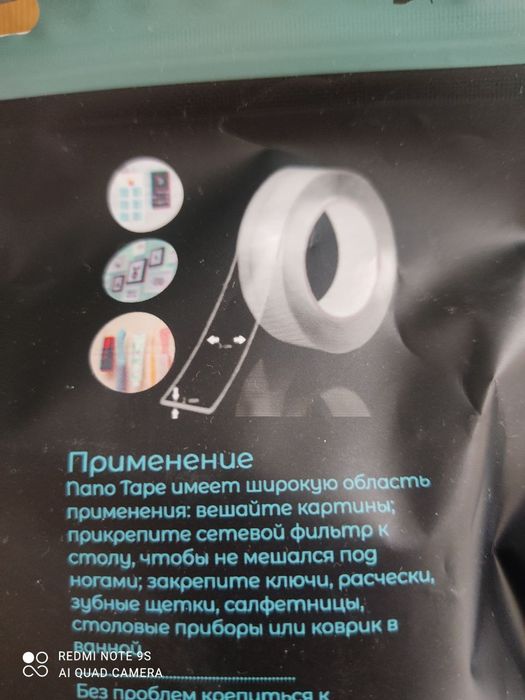 Применение
Nano Tape имеет широкую область
применения: вешайте картины;
прикрепите сетевой фильтр к
столу, чтобы не мешался под
ногами; закрепите ключи, расчески,
зубные щетки, салфетницы,
столовые приборы или коврик в
ванной
Без проблем крепиться к
REDMI NOTE 9S
AI QUAD CAMERA